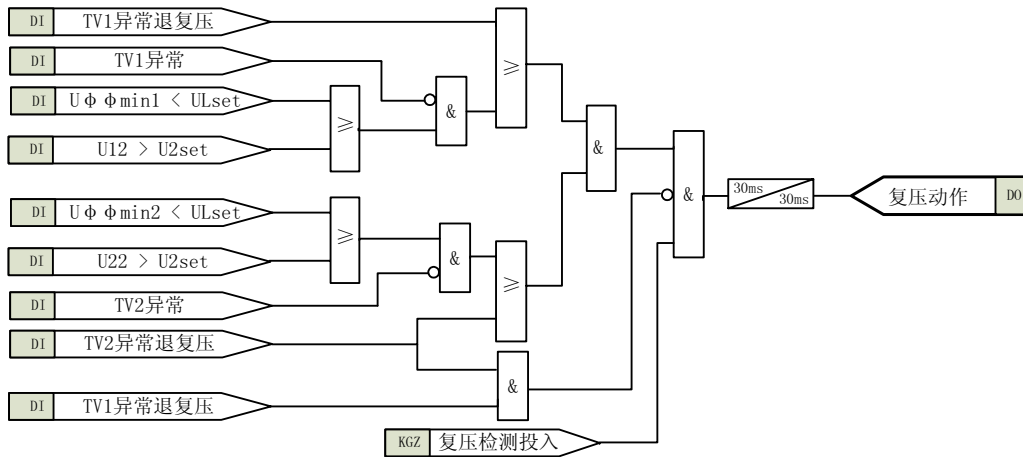 DI TV1异常退复压
DI TV1异常
DI Uφφmin1 < ULset
DI U12 > U2set
≥
&
≥
&
&
30ms
30ms
复压动作 DO
DI Uφφmin2 < ULset
DI U22 > U2set
DI TV2异常
DI TV2异常退复压
≥
&
≥
&
DI TV1异常退复压
KGZ 复压检测投入